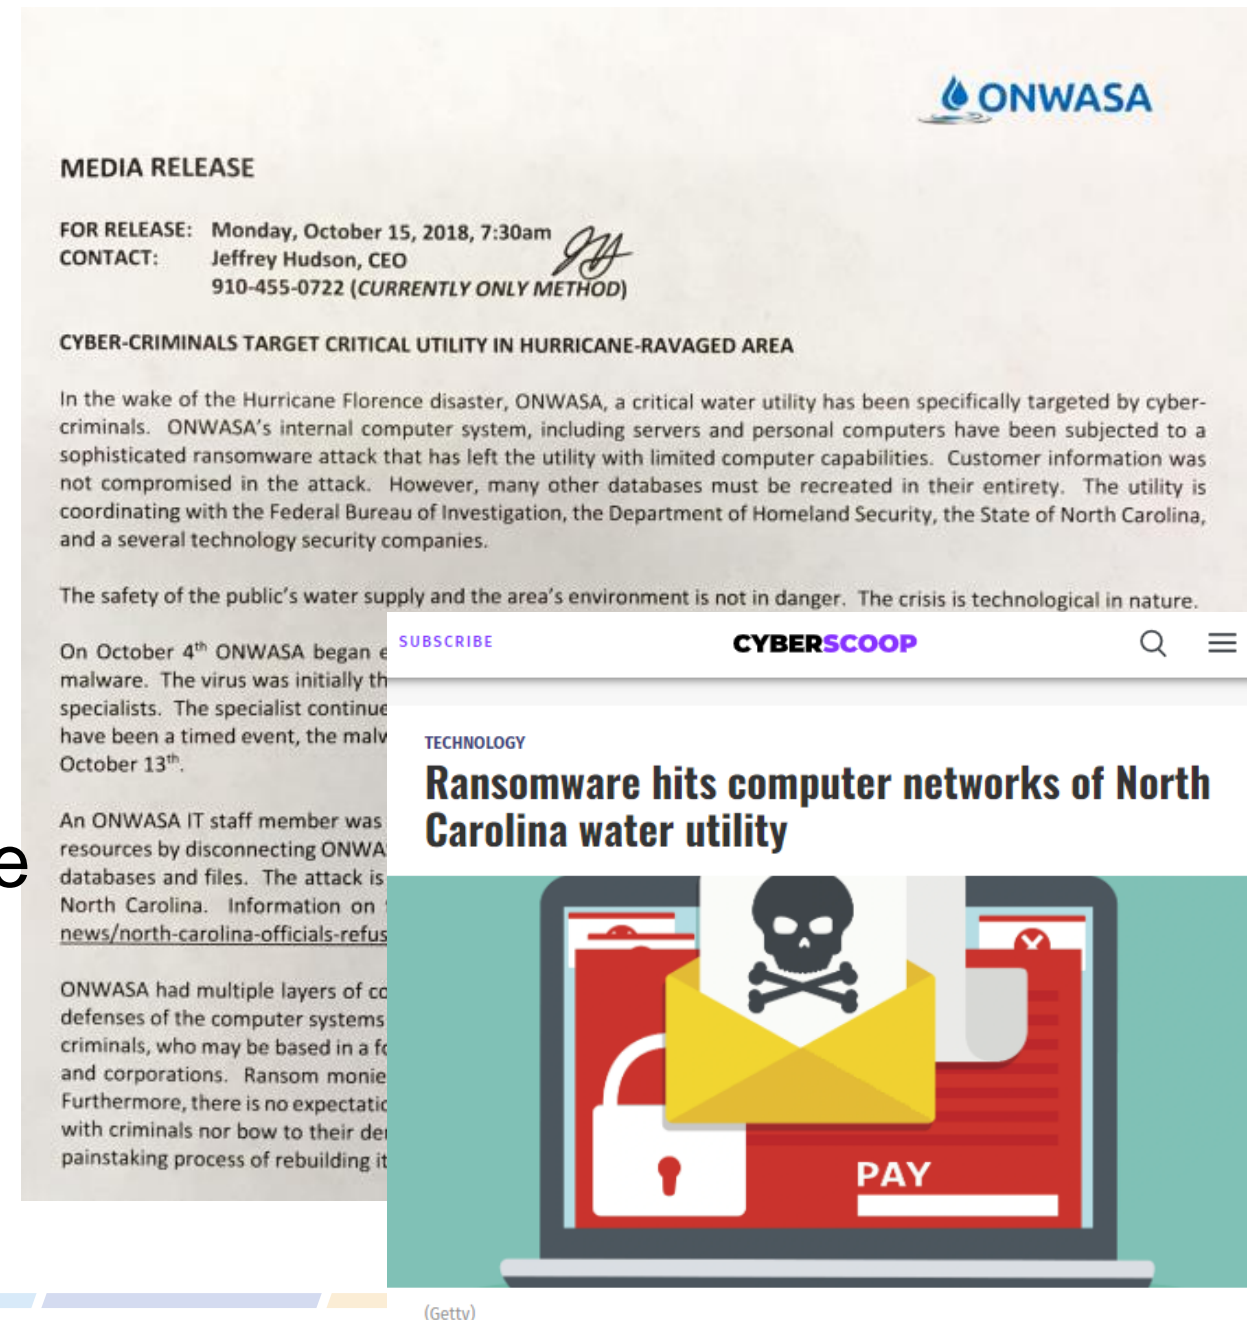 ONWASA
MEDIA RELEASE
FOR RELEASE: Monday, October 15, 2018, 7:30am
CONTACT: Jeffrey Hudson, CEO
910-455-0722 (CURRENTLY ONLY METHOD)
CYBER-CRIMINALS TARGET CRITICAL UTILITY IN HURRICANE-RAVAGED AREA
In the wake of the Hurricane Florence disaster, ONWASA, a critical water utility has been specifically targeted by cyber-
criminals. ONWASA's internal computer system, including servers and personal computers have been subjected to a
sophisticated ransomware attack that has left the utility with limited computer capabilities. Customer information was
not compromised in the attack. However, many other databases must be recreated in their entirety. The utility is
coordinating with the Federal Bureau of Investigation, the Department of Homeland Security, the State of North Carolina,
and a several technology security companies.
The safety of the public's water supply and the area's environment is not in danger. The crisis is technological in nature.
On October 4th ONWASA began
malware. The virus was initially
specialists. The specialist
have been a timed event, the
October 13th.
An ONWASA IT staff member was
resources by disconnecting
databases and files. The attack is
North Carolina. Information on
news/north-carolina-officials-refus
ONWASA had multiple layers of
defenses of the computer systems
criminals, who may be based in a
and corporations. Ransom
Furthermore, there is no
with criminals nor bow to their
painstaking process of rebuilding
SUBSCRIBE
CYBERSCOOP
TECHNOLOGY
Ransomware hits computer networks of North
Carolina water utility
PAY
(Getty)